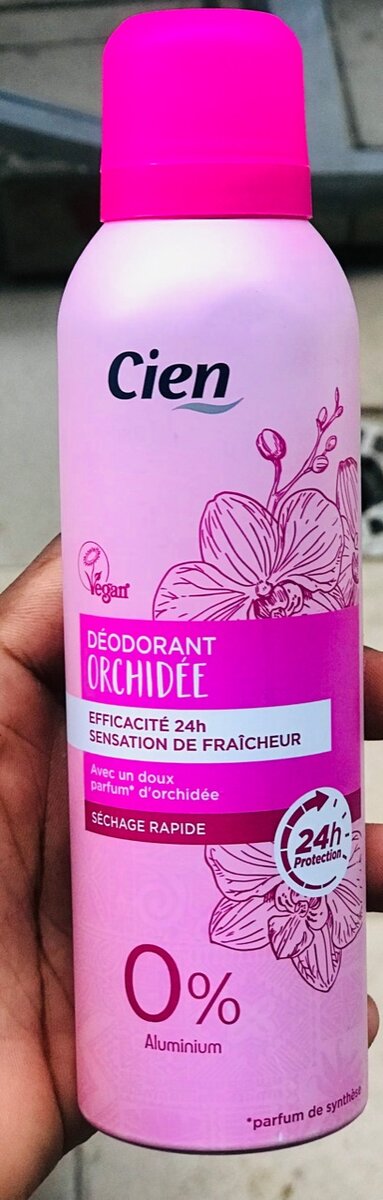 Cien
Vegan
DÉODORANT
ORCHIDÉE
EFFICACITÉ 24h
SENSATION DE FRAÎCHEUR
Avec un doux
parfum* d'orchidée
SÉCHAGE RAPIDE
24h
Protection
0%
Aluminium
*parfum de synthèse